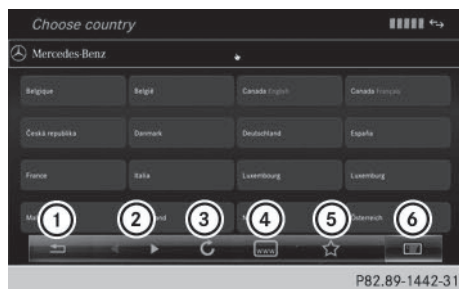 Choose country
Mercedes-Benz
Belgique België Canada English Canada Français
Česká republika Danmark Deutschland España
France Italia Luxembourg Luxemburg
Österreich
1 2 3 4 5 6
www
P82.89-1442-31